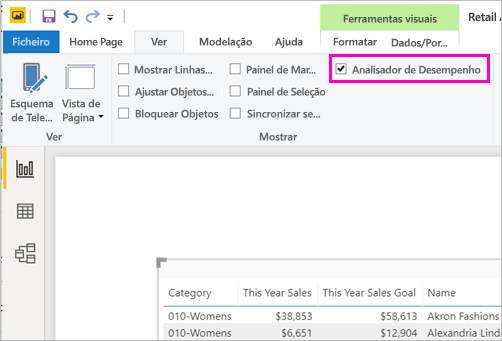 Ferramentas visuais
Retail
Ficheiro Home Page Ver Modelação Ajuda Formatar Dados/Por...
Mostrar Linhas... Painel de Mar... Analisador de Desempenho
Ajustar Objetos... Painel de Seleção
Bloquear Objetos Sincronizar se...
Esquema de Tele...
Vista de Página
Ver Mostrar
Category This Year Sales This Year Sales Goal Name
010-Womens $38,853 $58,613 Akron Fashions
010-Womens $6,651 $12,904 Alexandria Lind